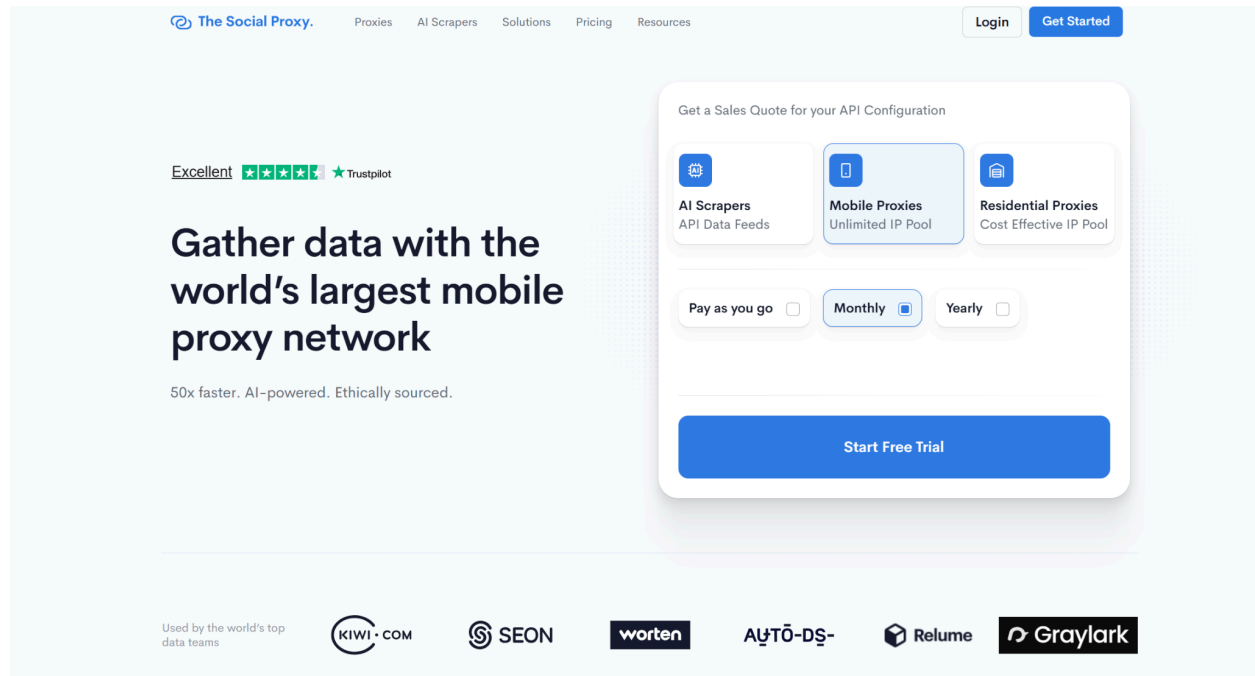 The Social Proxy.
Proxies
AI Scrapers
Solutions
Pricing
Resources
Login
Get Started
Excellent
Trustpilot
Gather data with the
world's largest mobile
proxy network
50x faster. AI-powered. Ethically sourced.
Get a Sales Quote for your API Configuration
AI
AI Scrapers
API Data Feeds
Mobile Proxies
Unlimited IP Pool
Residential Proxies
Cost Effective IP Pool
Pay as you go
Monthly
Yearly
Start Free Trial
Used by the world's top
data teams
KIWI·COM
SEON
worten
AUTŌ-DS-
Relume
Graylark